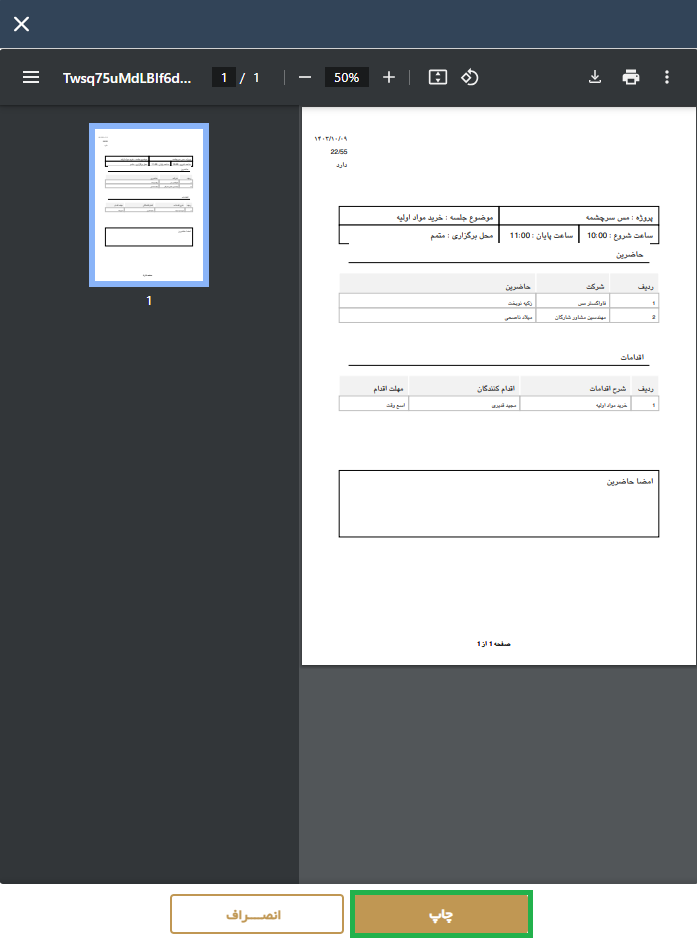 Twsq75uMdLBlf6d... 1 / 1 50%
1
۱۴۰۳/۱۰/۰۹
22/55
دارد
پروژه : مس سرچشمه موضوع جلسه : خرید مواد اولیه
ساعت شروع : 10:00 ساعت پایان : 11:00 محل برگزاری : متمم
حاضرین
ردیف شرکت حاضرین
1 فاواگستر مس زکیه نوبخت
2 مهندسین مشاور شارکان میلاد ناصحی
اقدامات
ردیف شرح اقدامات اقدام کنندگان مهلت اقدام
1 خرید مواد اولیه مجید قنبری اسع وقت
امضا حاضرین
صفحه 1 از 1
چاپ انصراف